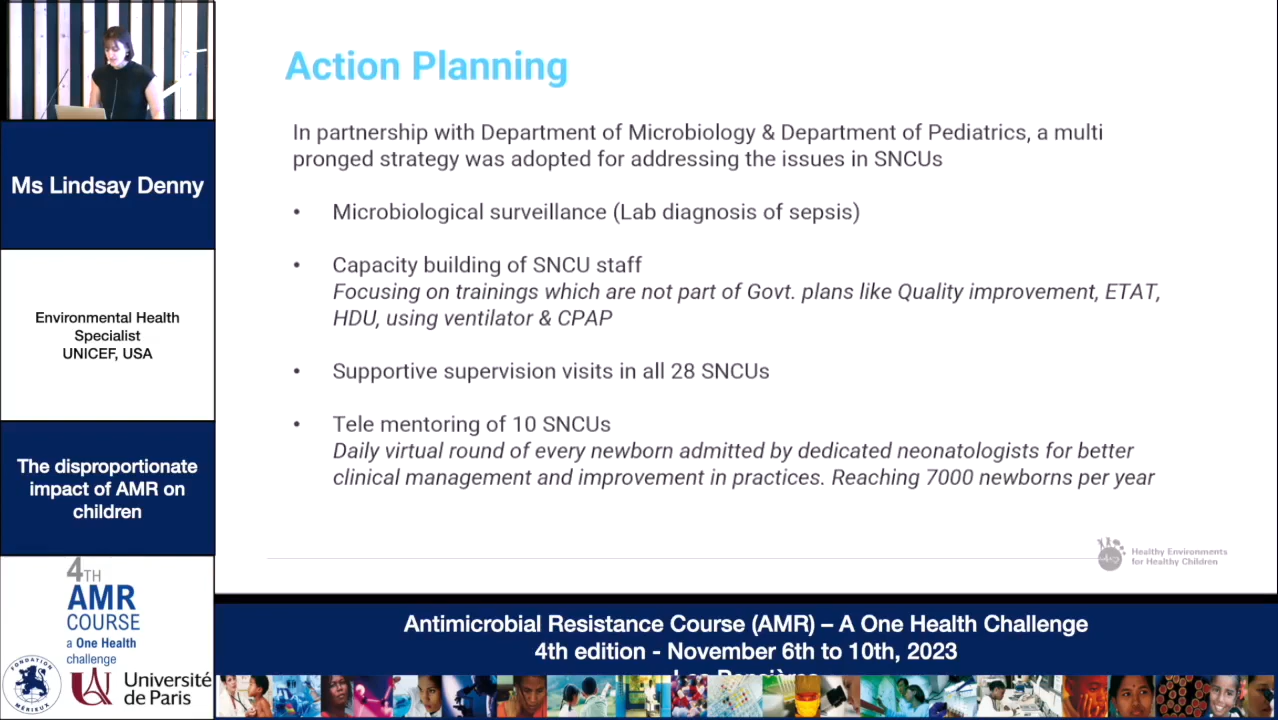 Action Planning
In partnership with Department of Microbiology & Department of Pediatrics, a multi
pronged strategy was adopted for addressing the issues in SNCUs
• Microbiological surveillance (Lab diagnosis of sepsis)
• Capacity building of SNCU staff
Focusing on trainings which are not part of Govt. plans like Quality improvement, ETAT,
HDU, using ventilator & CPAP
• Supportive supervision visits in all 28 SNCUs
• Tele mentoring of 10 SNCUs
Daily virtual round of every newborn admitted by dedicated neonatologists for better
clinical management and improvement in practices. Reaching 7000 newborns per year
Healthy Environments
for Healthy Children
Ms Lindsay Denny
Environmental Health
Specialist
UNICEF, USA
The disproportionate
impact of AMR on
children
4TH
AMR
COURSE
a One Health
challenge
FONDATION
MÉRIEUX
Université
de Paris
Antimicrobial Resistance Course (AMR) – A One Health Challenge
4th edition - November 6th to 10th, 2023